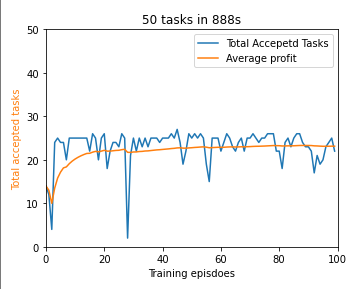 50 tasks in 888s
Total Accepetd Tasks
Average profit
Total accepted tasks
50
40
30
20
10
0
0 20 40 60 80 100
Training epsidoes